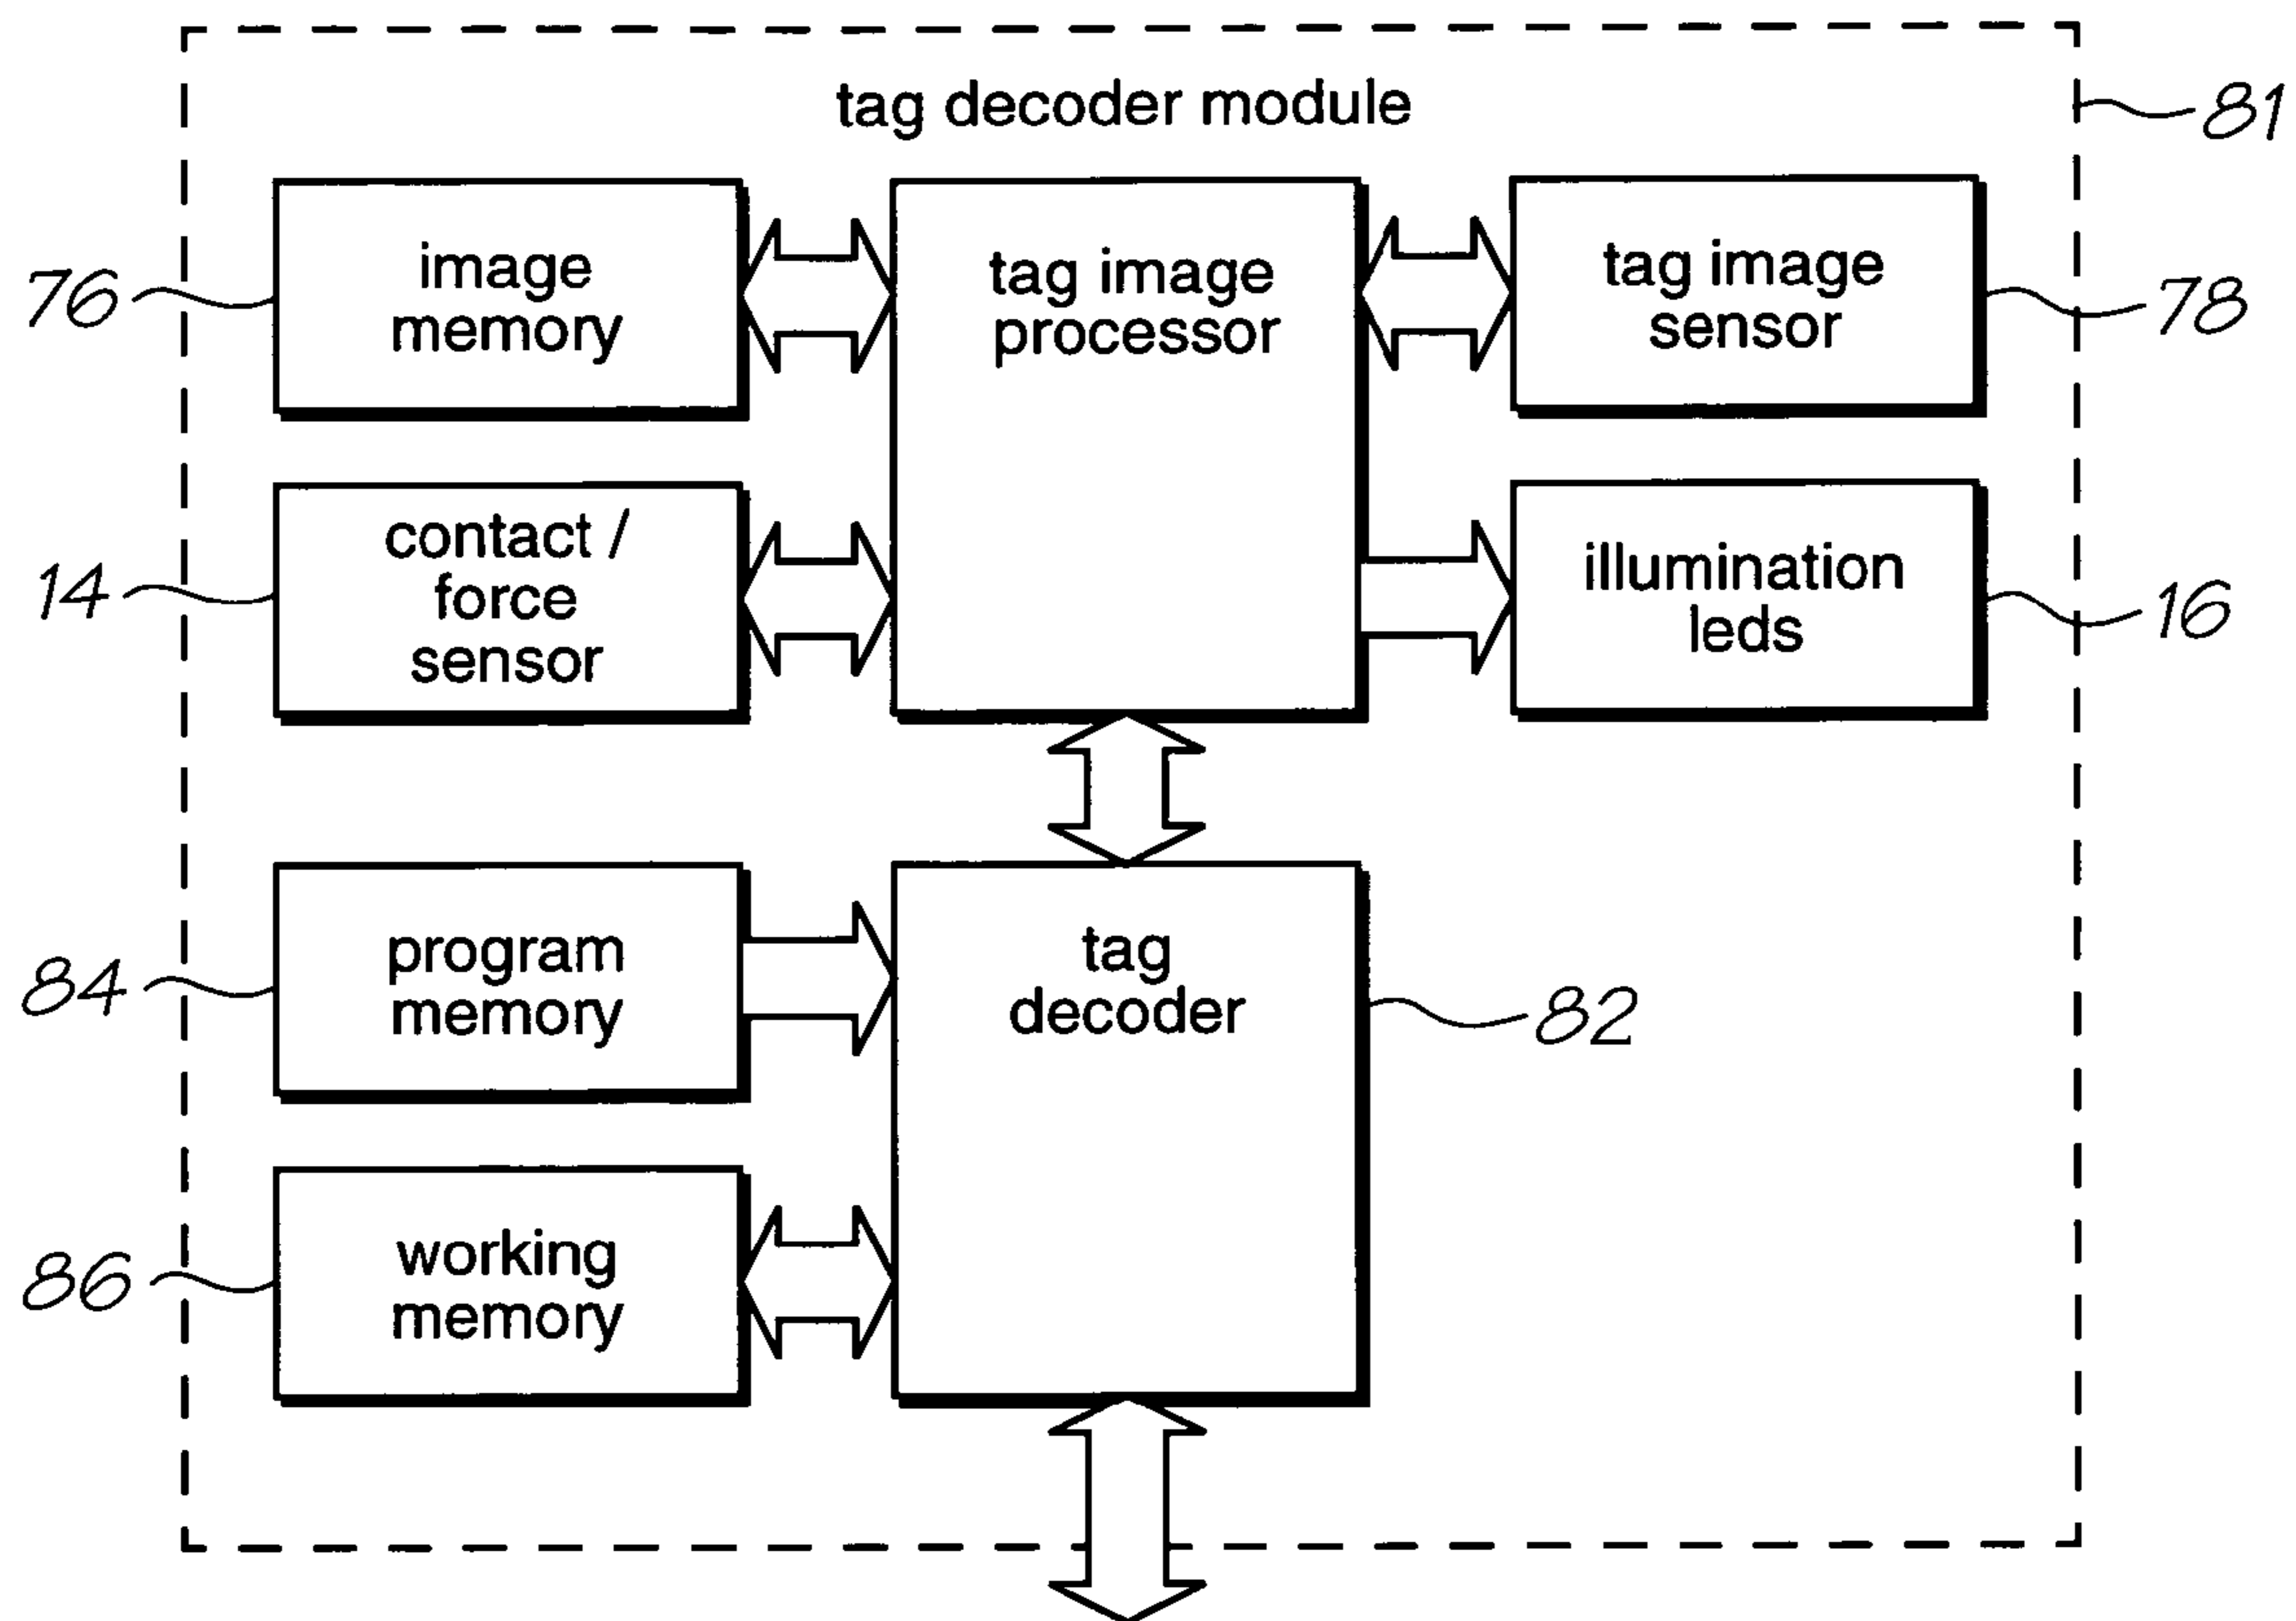 tag decoder module
81
image
memory
76
tag image
processor
tag image
sensor
78
contact /
force
sensor
14
illumination
leds
16
program
memory
84
tag
decoder
82
working
memory
86